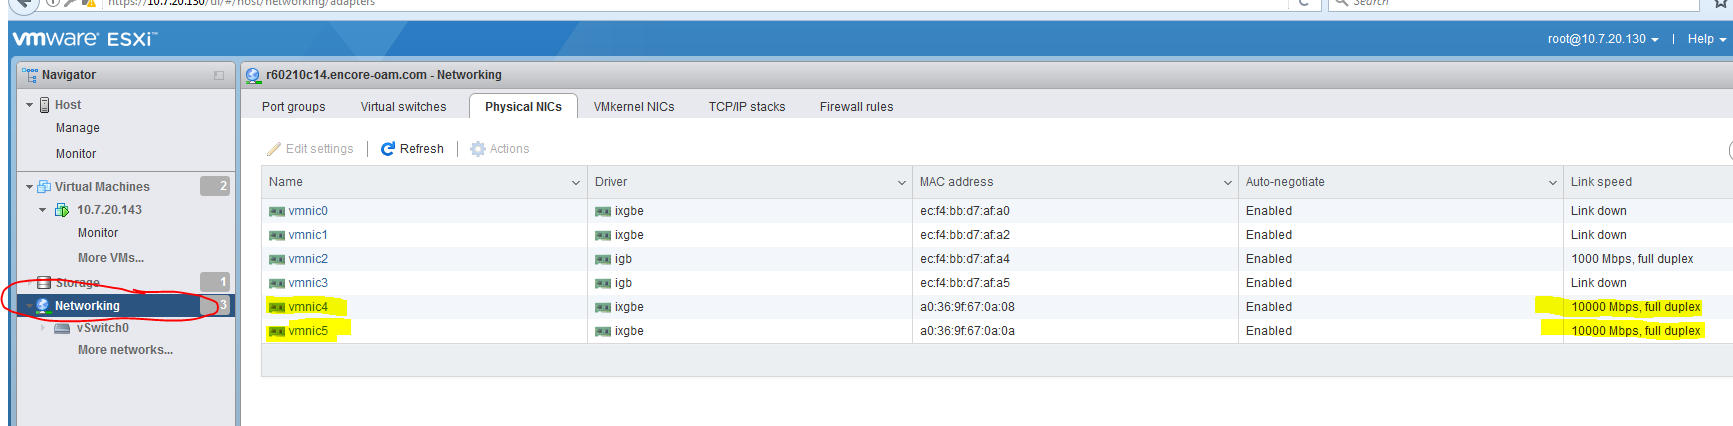 https://10.7.20.130/ui/#/host/networking/adapters
Search
vmware ESXi™
root@10.7.20.130 | Help
Navigator
r60210c14.encore-oam.com - Networking
Host
Manage
Monitor
Virtual Machines 2
10.7.20.143
Monitor
More VMs...
Storage 1
Networking 3
vSwitch0
More networks...
Port groups Virtual switches Physical NICs VMkernel NICs TCP/IP stacks Firewall rules
Edit settings | Refresh | Actions
Name Driver MAC address Auto-negotiate Link speed
vmnic0 ixgbe ec:f4:bb:d7:af:a0 Enabled Link down
vmnic1 ixgbe ec:f4:bb:d7:af:a2 Enabled Link down
vmnic2 igb ec:f4:bb:d7:af:a4 Enabled 1000 Mbps, full duplex
vmnic3 igb ec:f4:bb:d7:af:a5 Enabled Link down
vmnic4 ixgbe a0:36:9f:67:0a:08 Enabled 10000 Mbps, full duplex
vmnic5 ixgbe a0:36:9f:67:0a:0a Enabled 10000 Mbps, full duplex